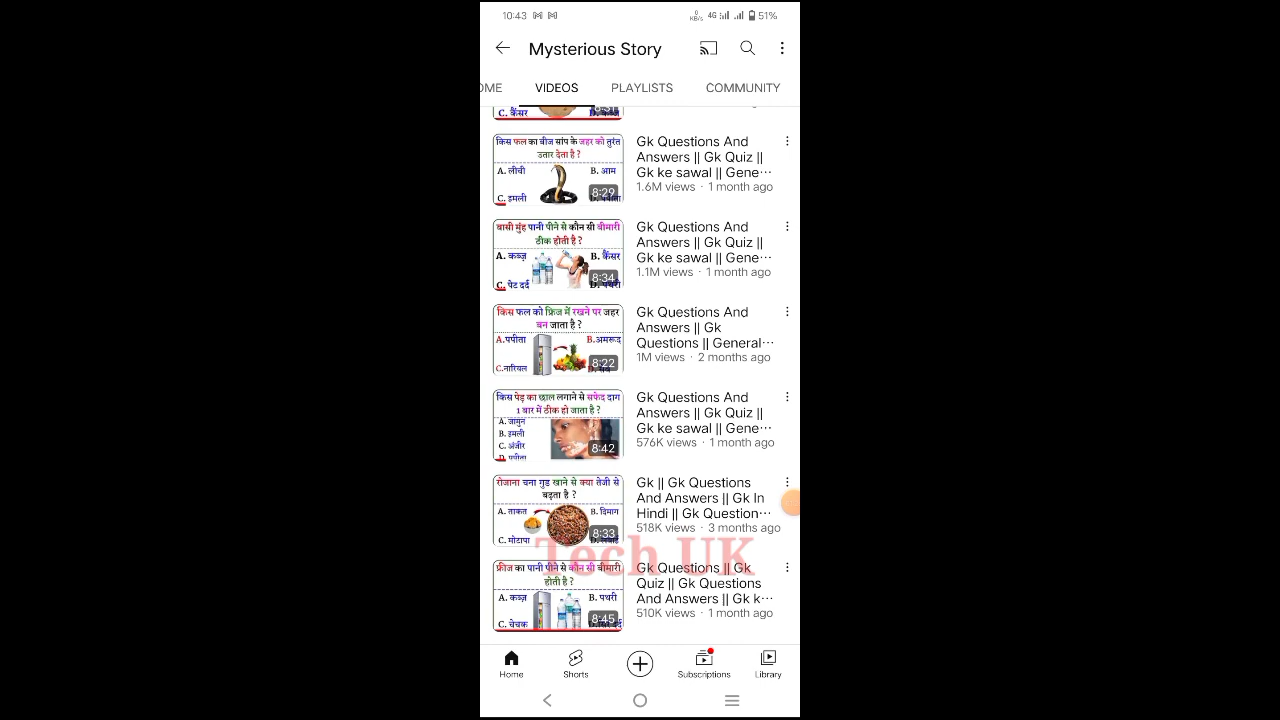 10:43
0 KB/s 4G 51%
Mysterious Story
OME VIDEOS PLAYLISTS COMMUNITY
C. कैंसर
किस फल का बीज सांप के जहर को तुरंत
उतार देता है ?
A. लीची B. आम
C. इमली D. पपीता
8:29
Gk Questions And
Answers || Gk Quiz ||
Gk ke sawal || Gene...
1.6M views · 1 month ago
बासी मुंह पानी पीने से कौन सी बीमारी
ठीक होती है ?
A. कब्ज़ B. कैंसर
C. पेट दर्द D. पथरी
8:34
Gk Questions And
Answers || Gk Quiz ||
Gk ke sawal || Gene...
1.1M views · 1 month ago
किस फल को फ्रिज में रखने पर जहर
बन जाता है ?
A.पपीता B.अमरूद
C.नारियल
8:22
Gk Questions And
Answers || Gk
Questions || General...
1M views · 2 months ago
किस पेड़ का छाल लगाने से सफेद दाग
1 बार में ठीक हो जाता है ?
A. जामुन
B. इमली
C. अंजीर
D. पपीता
8:42
Gk Questions And
Answers || Gk Quiz ||
Gk ke sawal || Gene...
576K views · 1 month ago
रोजाना चना गुड खाने से क्या तेजी से
बढ़ता है ?
A. ताकत B. दिमाग
C. मोटापा
8:33
Gk || Gk Questions
And Answers || Gk In
Hindi || Gk Question...
518K views · 3 months ago
Tech UK
फ्रीज का पानी पीने से कौन सी बीमारी
होती है ?
A. कब्ज़ B. पथरी
C. चेचक
8:45
Gk Questions || Gk
Quiz || Gk Questions
And Answers || Gk k...
510K views · 1 month ago
Home Shorts Subscriptions Library